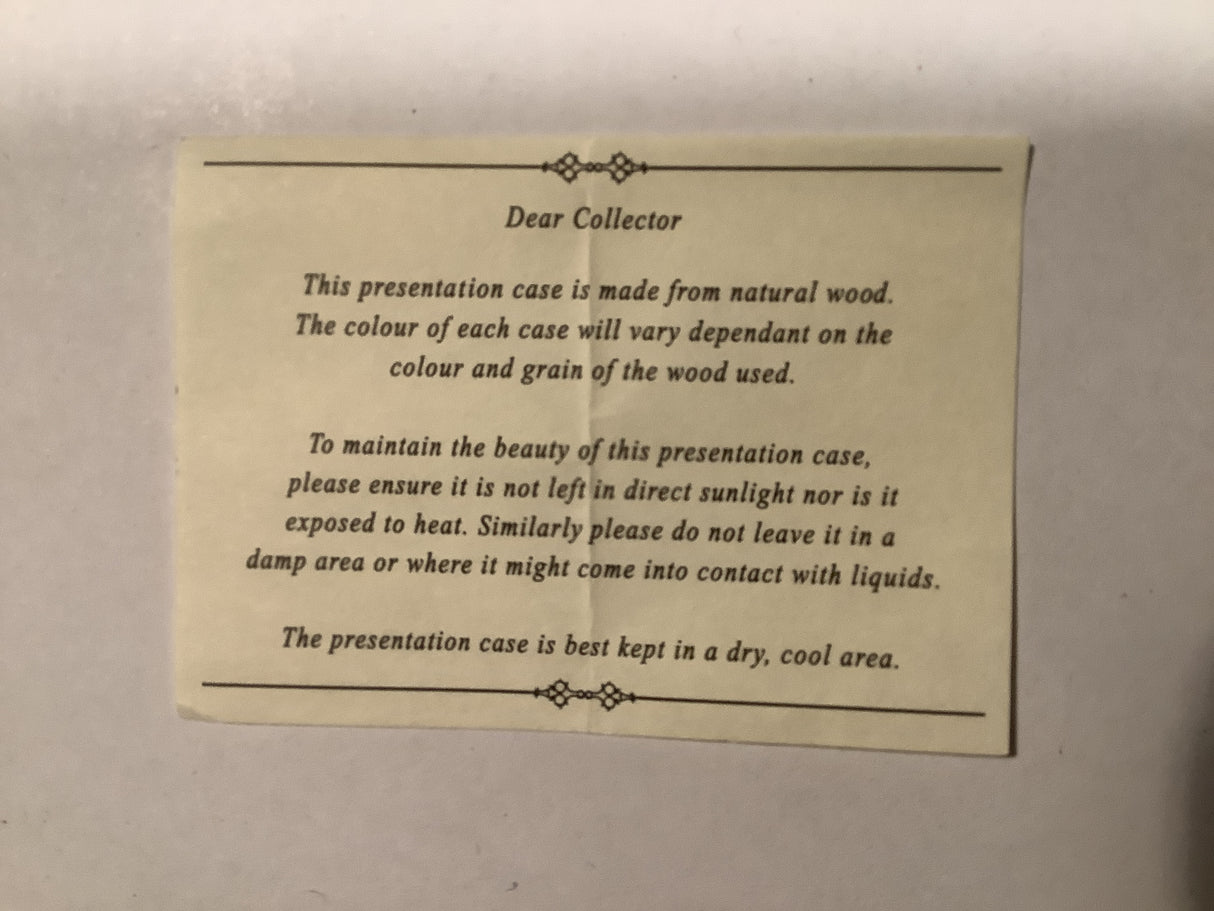 Dear Collector
This presentation case is made from natural wood.
The colour of each case will vary dependant on the
colour and grain of the wood used.
To maintain the beauty of this presentation case,
please ensure it is not left in direct sunlight nor is it
exposed to heat. Similarly please do not leave it in a
damp area or where it might come into contact with liquids.
The presentation case is best kept in a dry, cool area.